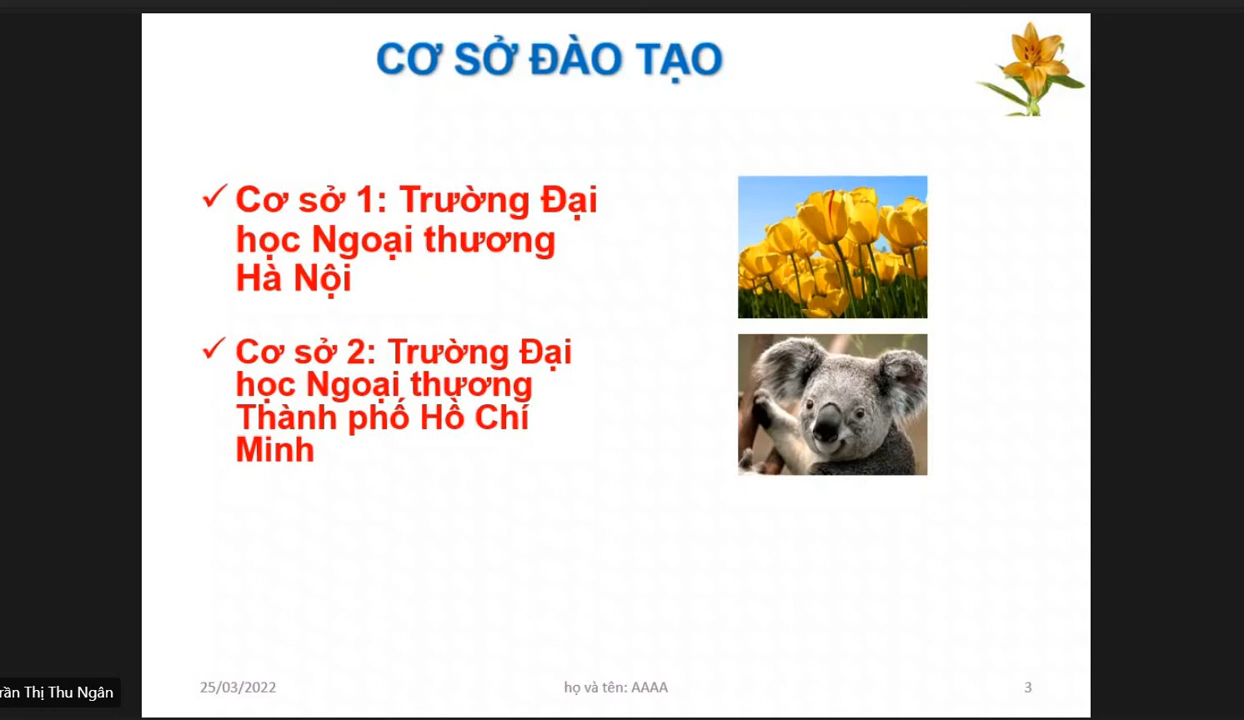 CƠ SỞ ĐÀO TẠO
✓ Cơ sở 1: Trường Đại
học Ngoại thương
Hà Nội
✓ Cơ sở 2: Trường Đại
học Ngoại thương
Thành phố Hồ Chí
Minh
25/03/2022
họ và tên: AAAA
3
Thị Thu Ngân